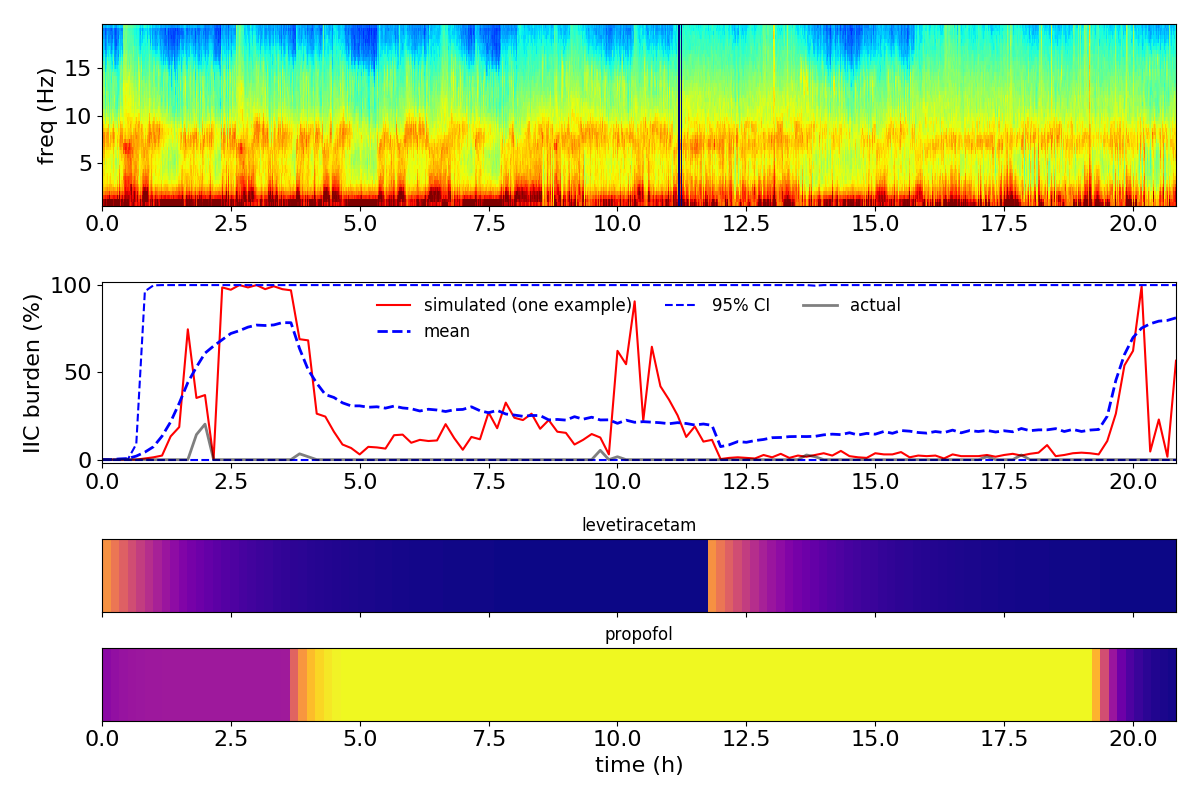 freq (Hz)
15
10
5
0.0 2.5 5.0 7.5 10.0 12.5 15.0 17.5 20.0
IIC burden (%)
100
50
0
simulated (one example) 95% CI actual
mean
0.0 2.5 5.0 7.5 10.0 12.5 15.0 17.5 20.0
levetiracetam
propofol
0.0 2.5 5.0 7.5 10.0 12.5 15.0 17.5 20.0
time (h)